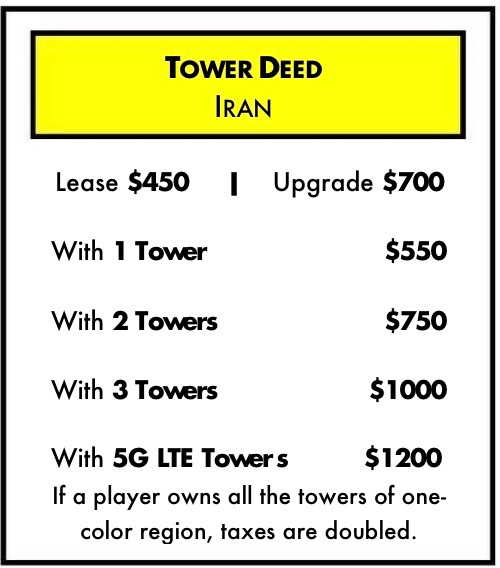 TOWER DEED
IRAN
Lease $450 | Upgrade $700
With 1 Tower $550
With 2 Towers $750
With 3 Towers $1000
With 5G LTE Towers $1200
If a player owns all the towers of one-
color region, taxes are doubled.